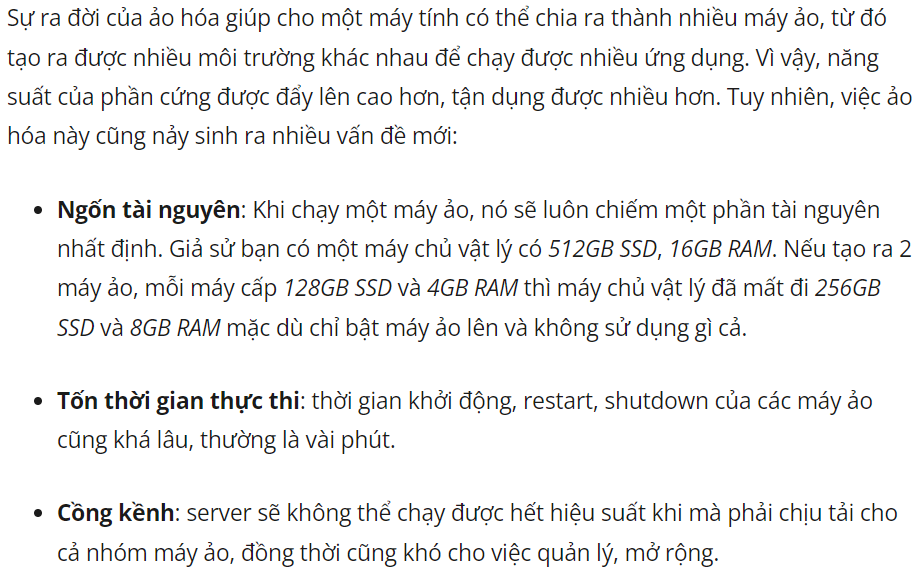 Sự ra đời của ảo hóa giúp cho một máy tính có thể chia ra thành nhiều máy ảo, từ đó
tạo ra được nhiều môi trường khác nhau để chạy được nhiều ứng dụng. Vì vậy, năng
suất của phần cứng được đẩy lên cao hơn, tận dụng được nhiều hơn. Tuy nhiên, việc ảo
hóa này cũng nảy sinh ra nhiều vấn đề mới:
• Ngốn tài nguyên: Khi chạy một máy ảo, nó sẽ luôn chiếm một phần tài nguyên
nhất định. Giả sử bạn có một máy chủ vật lý có 512GB SSD, 16GB RAM. Nếu tạo ra 2
máy ảo, mỗi máy cấp 128GB SSD và 4GB RAM thì máy chủ vật lý đã mất đi 256GB
SSD và 8GB RAM mặc dù chỉ bật máy ảo lên và không sử dụng gì cả.
• Tốn thời gian thực thi: thời gian khởi động, restart, shutdown của các máy ảo
cũng khá lâu, thường là vài phút.
• Cồng kềnh: server sẽ không thể chạy được hết hiệu suất khi mà phải chịu tải cho
cả nhóm máy ảo, đồng thời cũng khó cho việc quản lý, mở rộng.